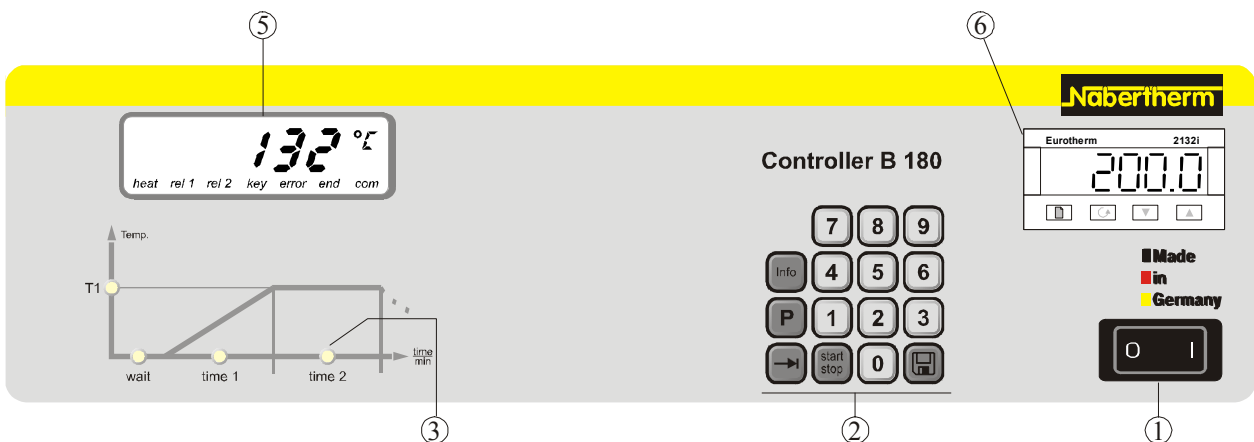 5
6
Nabertherm
132 °C
heat rel 1 rel 2 key error end com
Eurotherm 2132i
200.0
Controller B 180
7 8 9
Info 4 5 6
P 1 2 3
start
stop
0
Temp.
T1
wait time 1 time 2
time
min
Made
in
Germany
O I
3
2
1